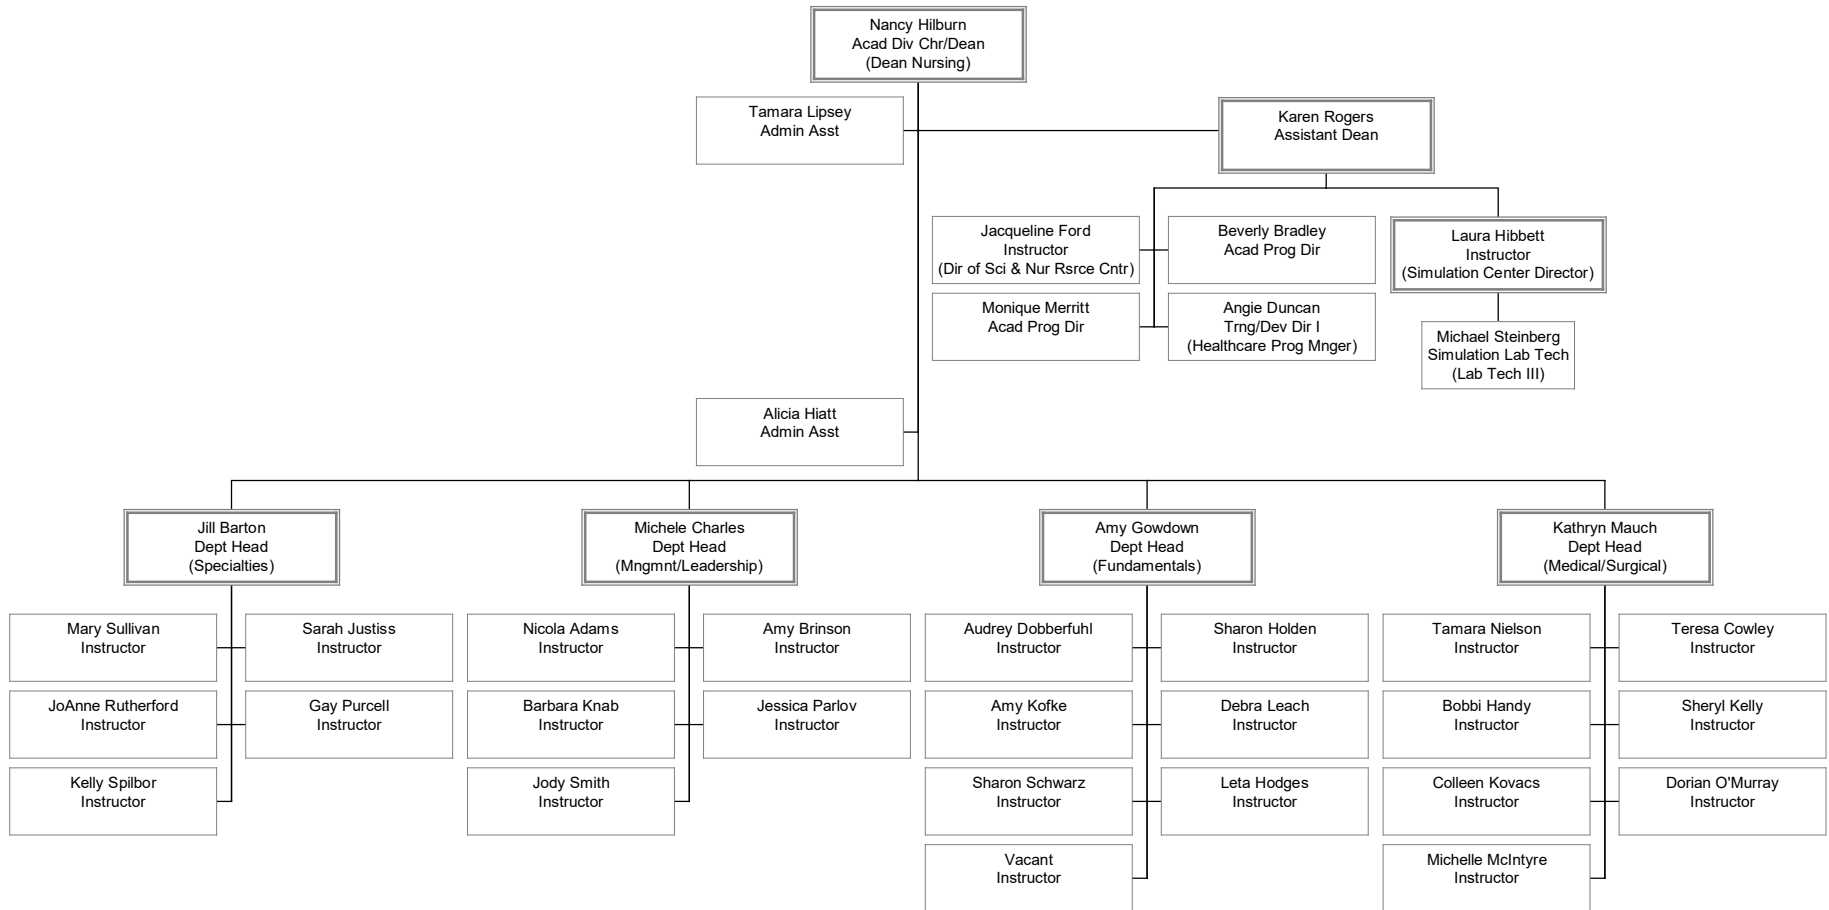 Nancy Hilburn
Acad Div Chr/Dean
(Dean Nursing)
Tamara Lipsey
Admin Asst
Karen Rogers
Assistant Dean
Jacqueline Ford
Instructor
(Dir of Sci & Nur Rsrce Cntr)
Beverly Bradley
Acad Prog Dir
Laura Hibbett
Instructor
(Simulation Center Director)
Monique Merritt
Acad Prog Dir
Angie Duncan
Trng/Dev Dir I
(Healthcare Prog Mnger)
Michael Steinberg
Simulation Lab Tech
(Lab Tech III)
Alicia Hiatt
Admin Asst
Jill Barton
Dept Head
(Specialties)
Michele Charles
Dept Head
(Mngmnt/Leadership)
Amy Gowdown
Dept Head
(Fundamentals)
Kathryn Mauch
Dept Head
(Medical/Surgical)
Mary Sullivan
Instructor
Sarah Justiss
Instructor
Nicola Adams
Instructor
Amy Brinson
Instructor
Audrey Dobberfuhl
Instructor
Sharon Holden
Instructor
Tamara Nielson
Instructor
Teresa Cowley
Instructor
JoAnne Rutherford
Instructor
Gay Purcell
Instructor
Barbara Knab
Instructor
Jessica Parlov
Instructor
Amy Kofke
Instructor
Debra Leach
Instructor
Bobbi Handy
Instructor
Sheryl Kelly
Instructor
Kelly Spilbor
Instructor
Jody Smith
Instructor
Sharon Schwarz
Instructor
Leta Hodges
Instructor
Colleen Kovacs
Instructor
Dorian O'Murray
Instructor
Vacant
Instructor
Michelle McIntyre
Instructor